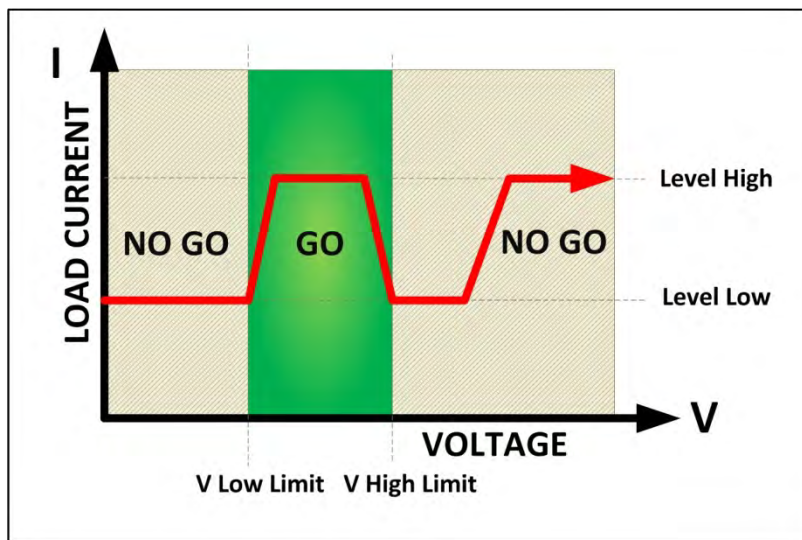 I
LOAD CURRENT
NO GO
GO
NO GO
Level High
Level Low
V
VOLTAGE
V Low Limit
V High Limit